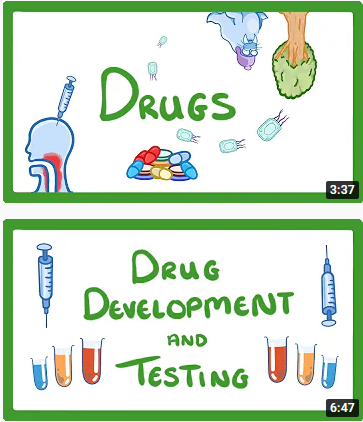 DRUGS
3:37
DRUG
DEVELOPMENT
AND
TESTING
6:47